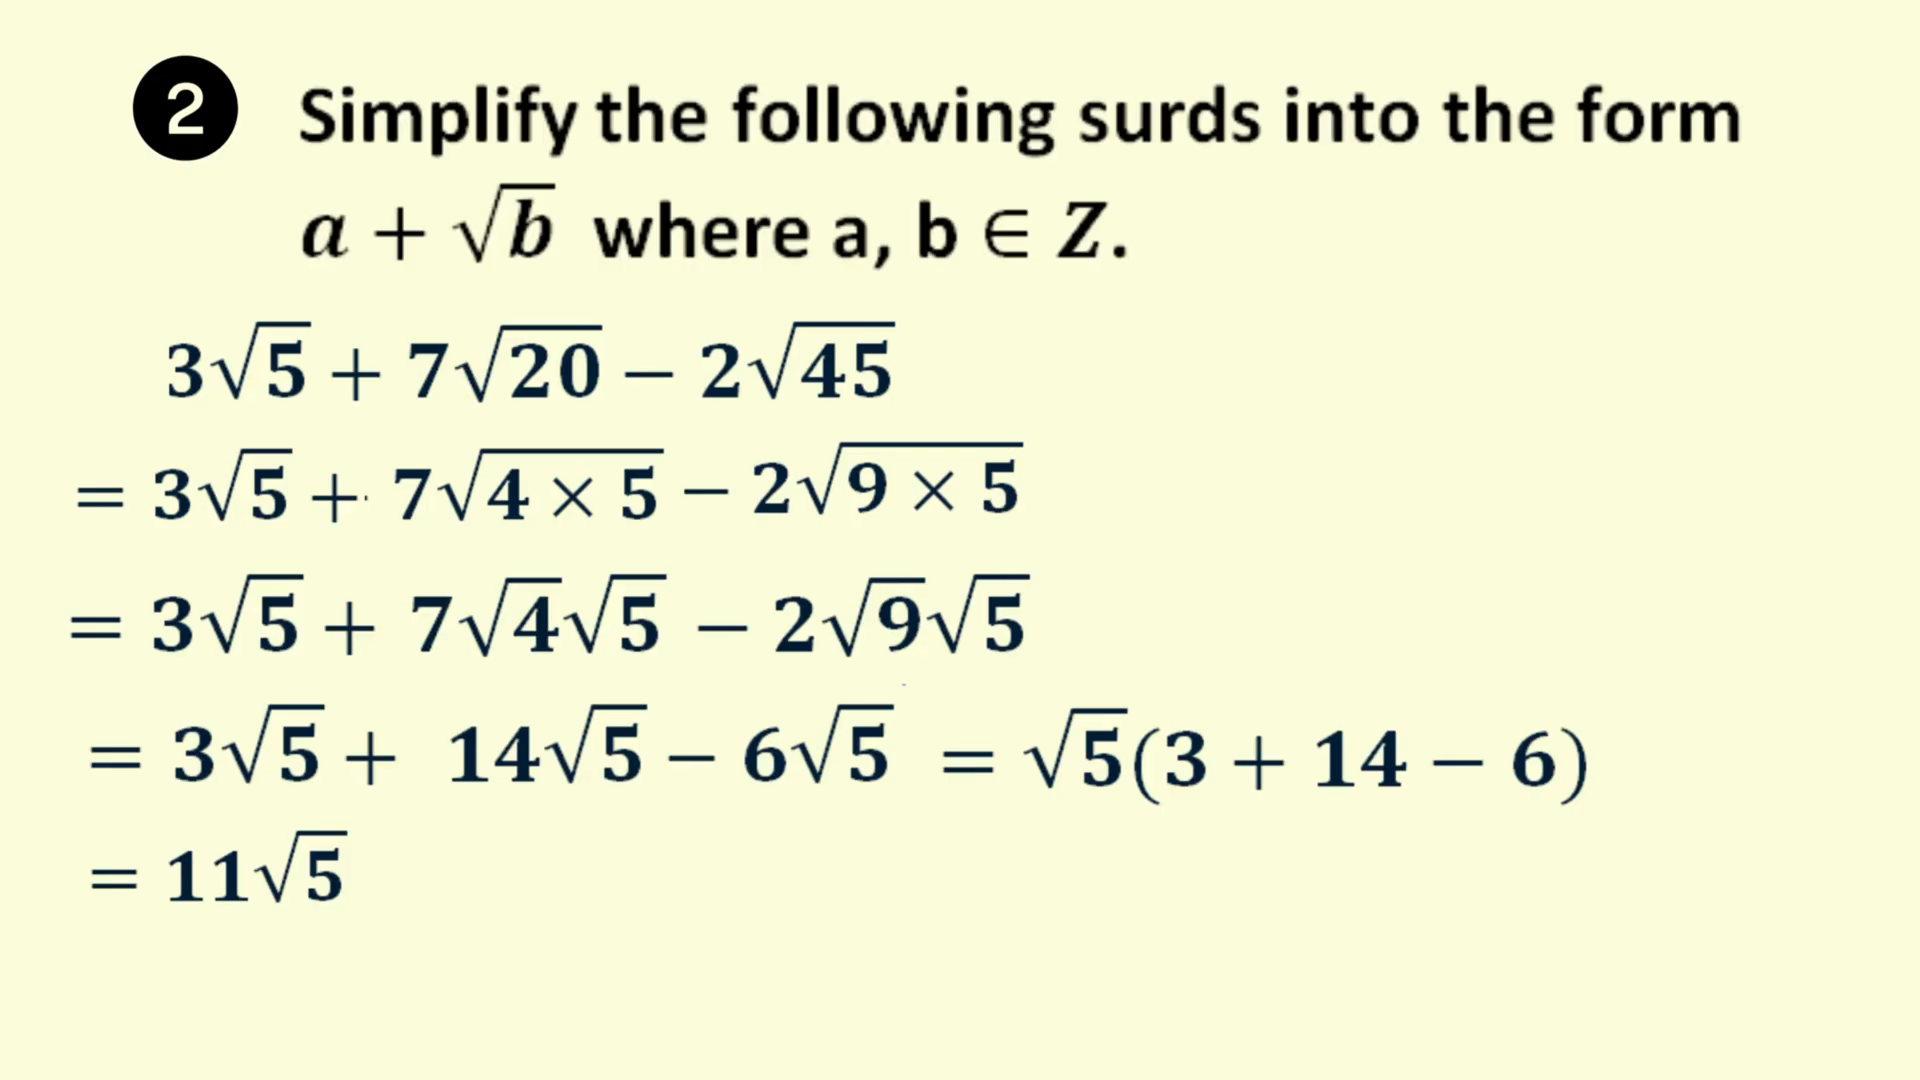 2 Simplify the following surds into the form
a + √b where a, b ∈ Z.
3√5 + 7√20 − 2√45
= 3√5 + 7√(4 × 5) − 2√(9 × 5)
= 3√5 + 7√4√5 − 2√9√5
= 3√5 + 14√5 − 6√5 = √5(3 + 14 − 6)
= 11√5